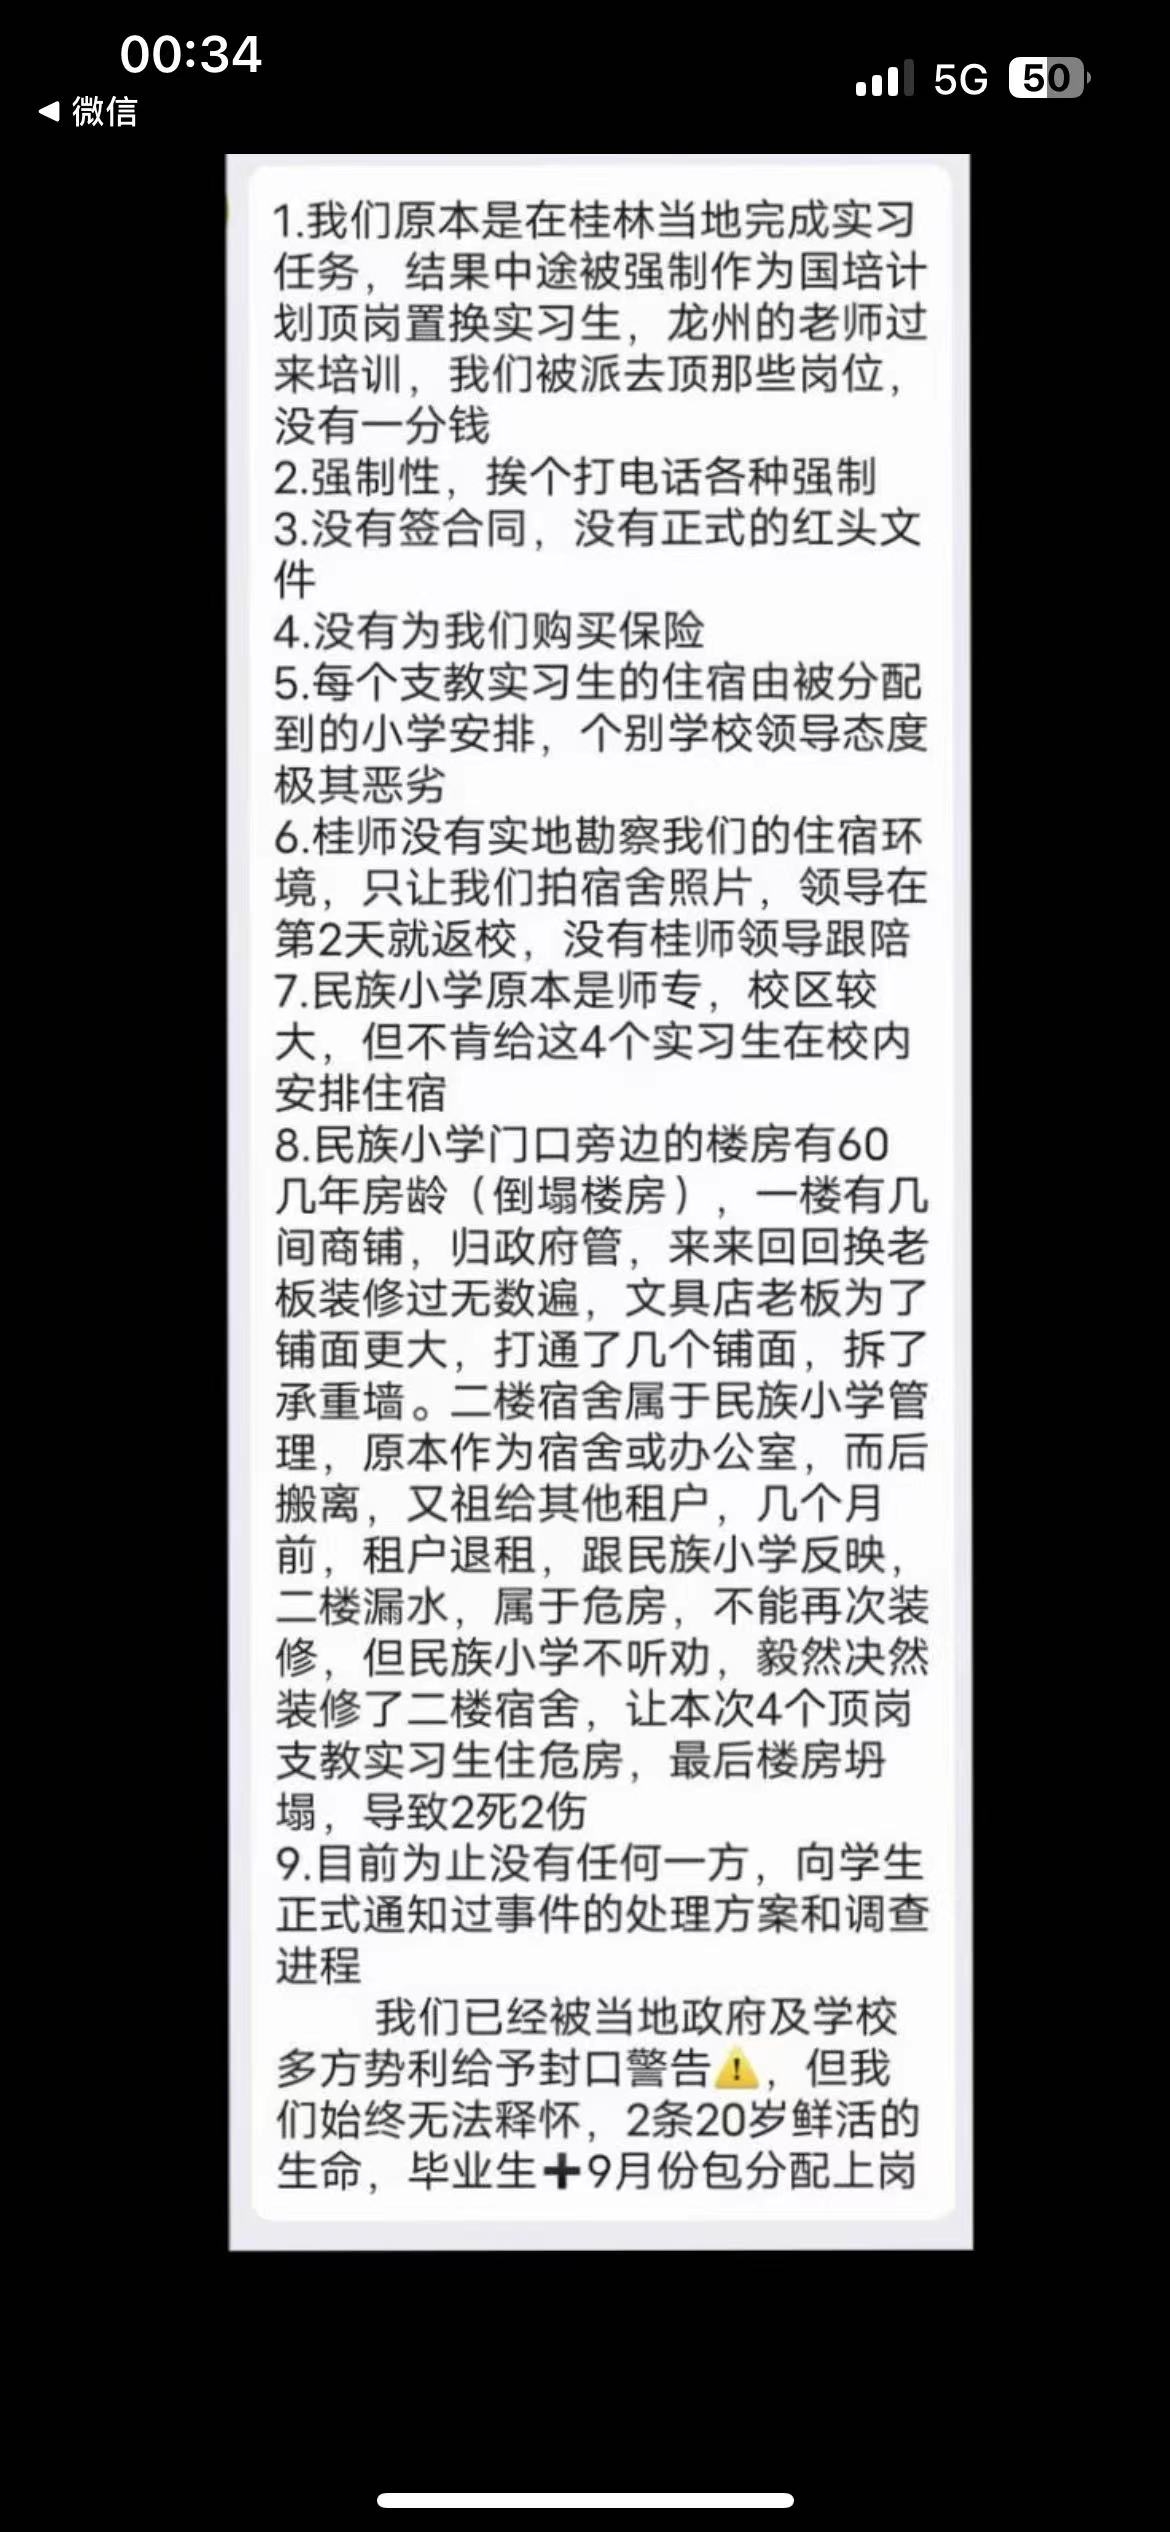 00:34
5G
50
微信
1.我们原本是在桂林当地完成实习
任务，结果中途被强制作为国培计
划顶岗置换实习生，龙州的老师过
来培训，我们被派去顶那些岗位，
没有一分钱
2.强制性，挨个打电话各种强制
3.没有签合同，没有正式的红头文
件
4.没有为我们购买保险
5.每个支教实习生的住宿由被分配
到的小学安排，个别学校领导态度
极其恶劣
6.桂师没有实地勘察我们的住宿环
境，只让我们拍宿舍照片，领导在
第2天就返校，没有桂师领导跟陪
7.民族小学原本是师专，校区较
大，但不肯给这4个实习生在校内
安排住宿
8.民族小学门口旁边的楼房有60
几年房龄（倒塌楼房），一楼有几
间商铺，归政府管，来来回回换老
板装修过无数遍，文具店老板为了
铺面更大，打通了几个铺面，拆了
承重墙。二楼宿舍属于民族小学管
理，原本作为宿舍或办公室，而后
搬离，又祖给其他租户，几个月
前，租户退租，跟民族小学反映，
二楼漏水，属于危房，不能再次装
修，但民族小学不听劝，毅然决然
装修了二楼宿舍，让本次4个顶岗
支教实习生住危房，最后楼房坍
塌，导致2死2伤
9.目前为止没有任何一方，向学生
正式通知过事件的处理方案和调查
进程
我们已经被当地政府及学校
多方势利给予封口警告⚠️，但我
们始终无法释怀，2条20岁鲜活的
生命，毕业生➕9月份包分配上岗